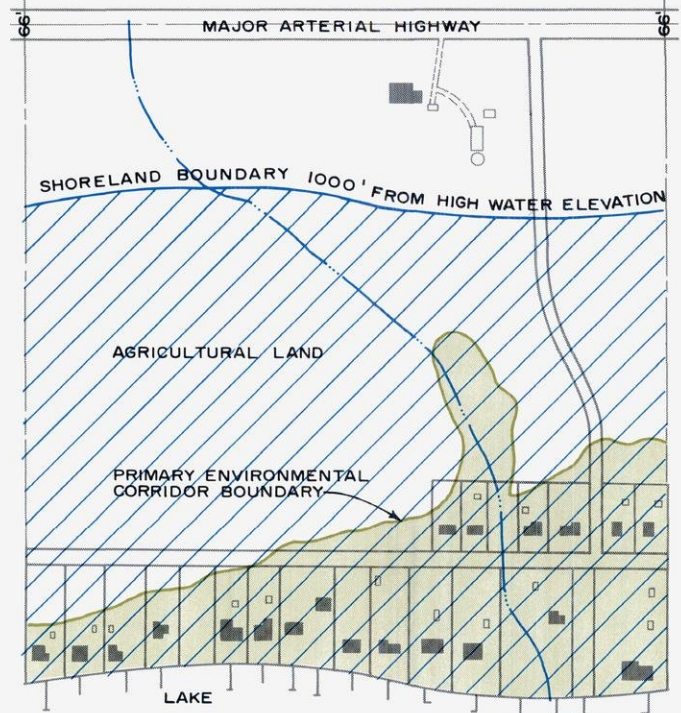 66'
MAJOR ARTERIAL HIGHWAY
66'
SHORELAND BOUNDARY 1000' FROM HIGH WATER ELEVATION
AGRICULTURAL LAND
PRIMARY ENVIRONMENTAL
CORRIDOR BOUNDARY
LAKE